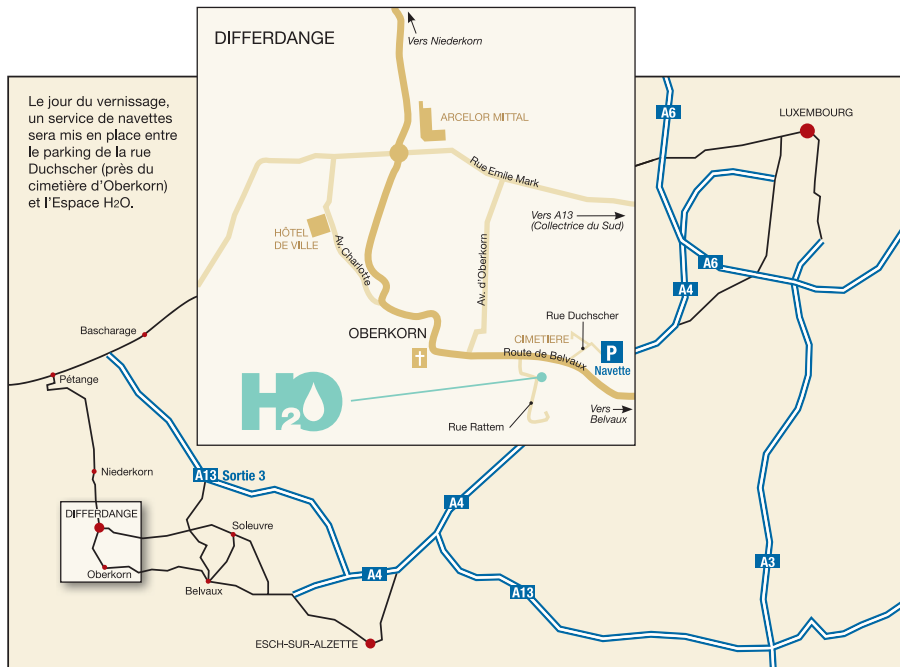 Le jour du vernissage,
un service de navettes
sera mis en place entre
le parking de la rue
Duchscher (près du
cimetière d'Oberkorn)
et l'Espace H2O.
DIFFERDANGE
Vers Niederkorn
ARCELOR MITTAL
Rue Emile Mark
Vers A13
(Collectrice du Sud)
HÔTEL
DE VILLE
Av. Charlotte
Av. d'Oberkorn
OBERKORN
Rue Duchscher
CIMETIERE
Route de Belvaux
P
Navette
H2O
Rue Rattem
Vers
Belvaux
A6
LUXEMBOURG
A6
A4
Bascharage
Pétange
Niederkorn
A13 Sortie 3
DIFFERDANGE
Oberkorn
Soleuvre
Belvaux
A4
A4
A13
A3
ESCH-SUR-ALZETTE